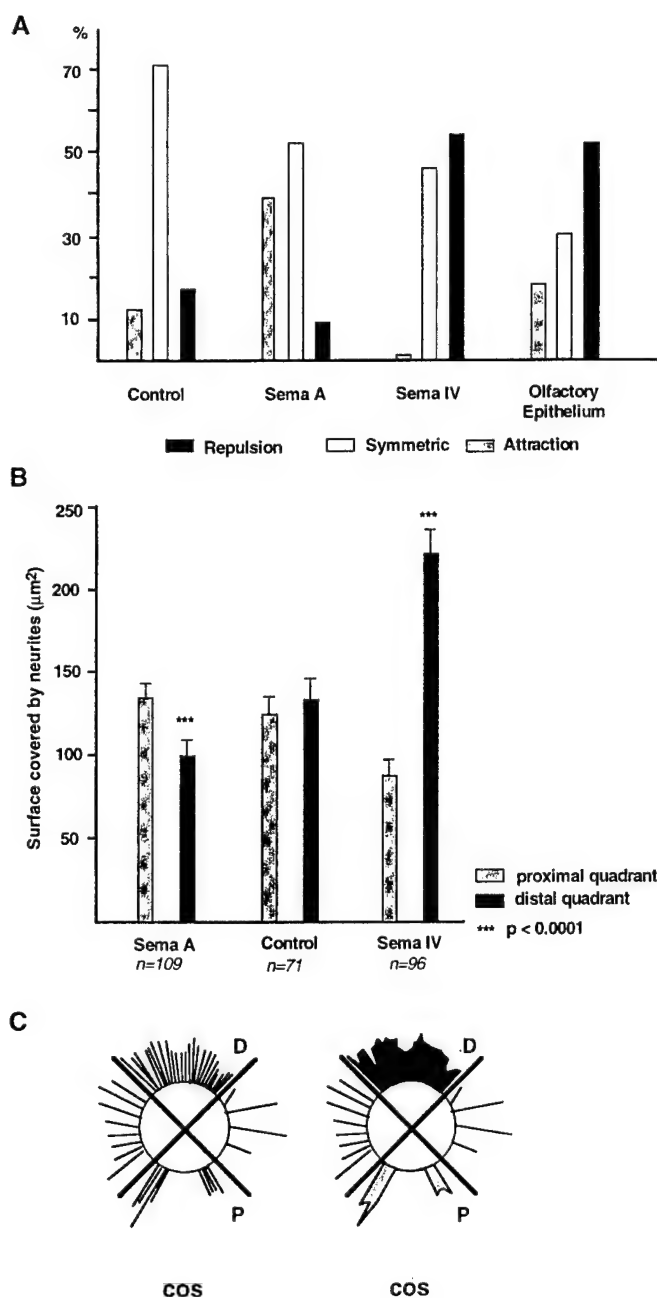 A
%
70
50
30
10
Control Sema A Sema IV Olfactory Epithelium
Repulsion Symmetric Attraction
B
Surface covered by neurites (µm²)
250
200
150
100
50
***
***
Sema A Control Sema IV
n=109 n=71 n=96
proximal quadrant
distal quadrant
*** p < 0.0001
C
D D
P P
COS COS